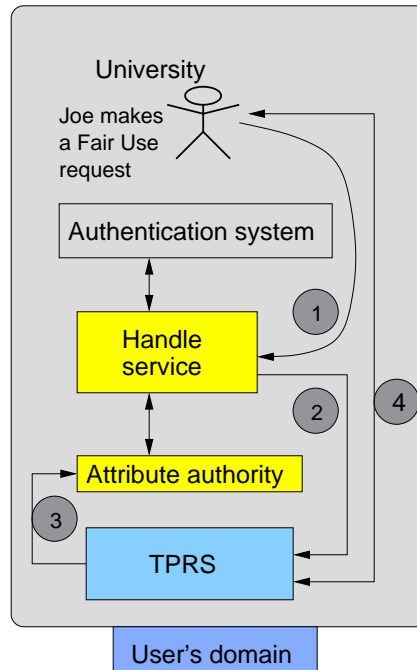 University
Joe makes
a Fair Use
request
Authentication system
1
Handle
service
2
4
Attribute authority
3
TPRS
User's domain